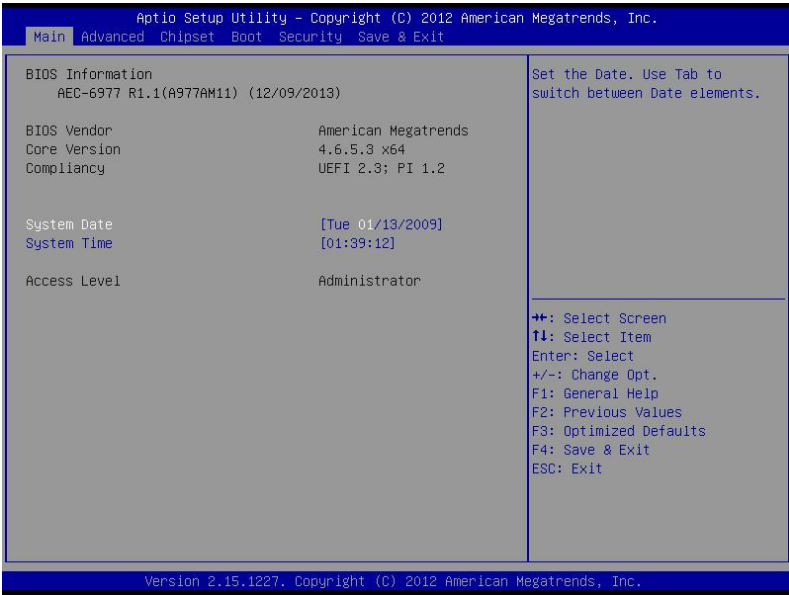 Aptio Setup Utility – Copyright (C) 2012 American Megatrends, Inc.
Main Advanced Chipset Boot Security Save & Exit
BIOS Information
AEC-6977 R1.1(A977AM11) (12/09/2013)
BIOS Vendor American Megatrends
Core Version 4.6.5.3 x64
Compliancy UEFI 2.3; PI 1.2
System Date [Tue 01/13/2009]
System Time [01:39:12]
Access Level Administrator
Set the Date. Use Tab to
switch between Date elements.
→←: Select Screen
↑↓: Select Item
Enter: Select
+/-: Change Opt.
F1: General Help
F2: Previous Values
F3: Optimized Defaults
F4: Save & Exit
ESC: Exit
Version 2.15.1227. Copyright (C) 2012 American Megatrends, Inc.